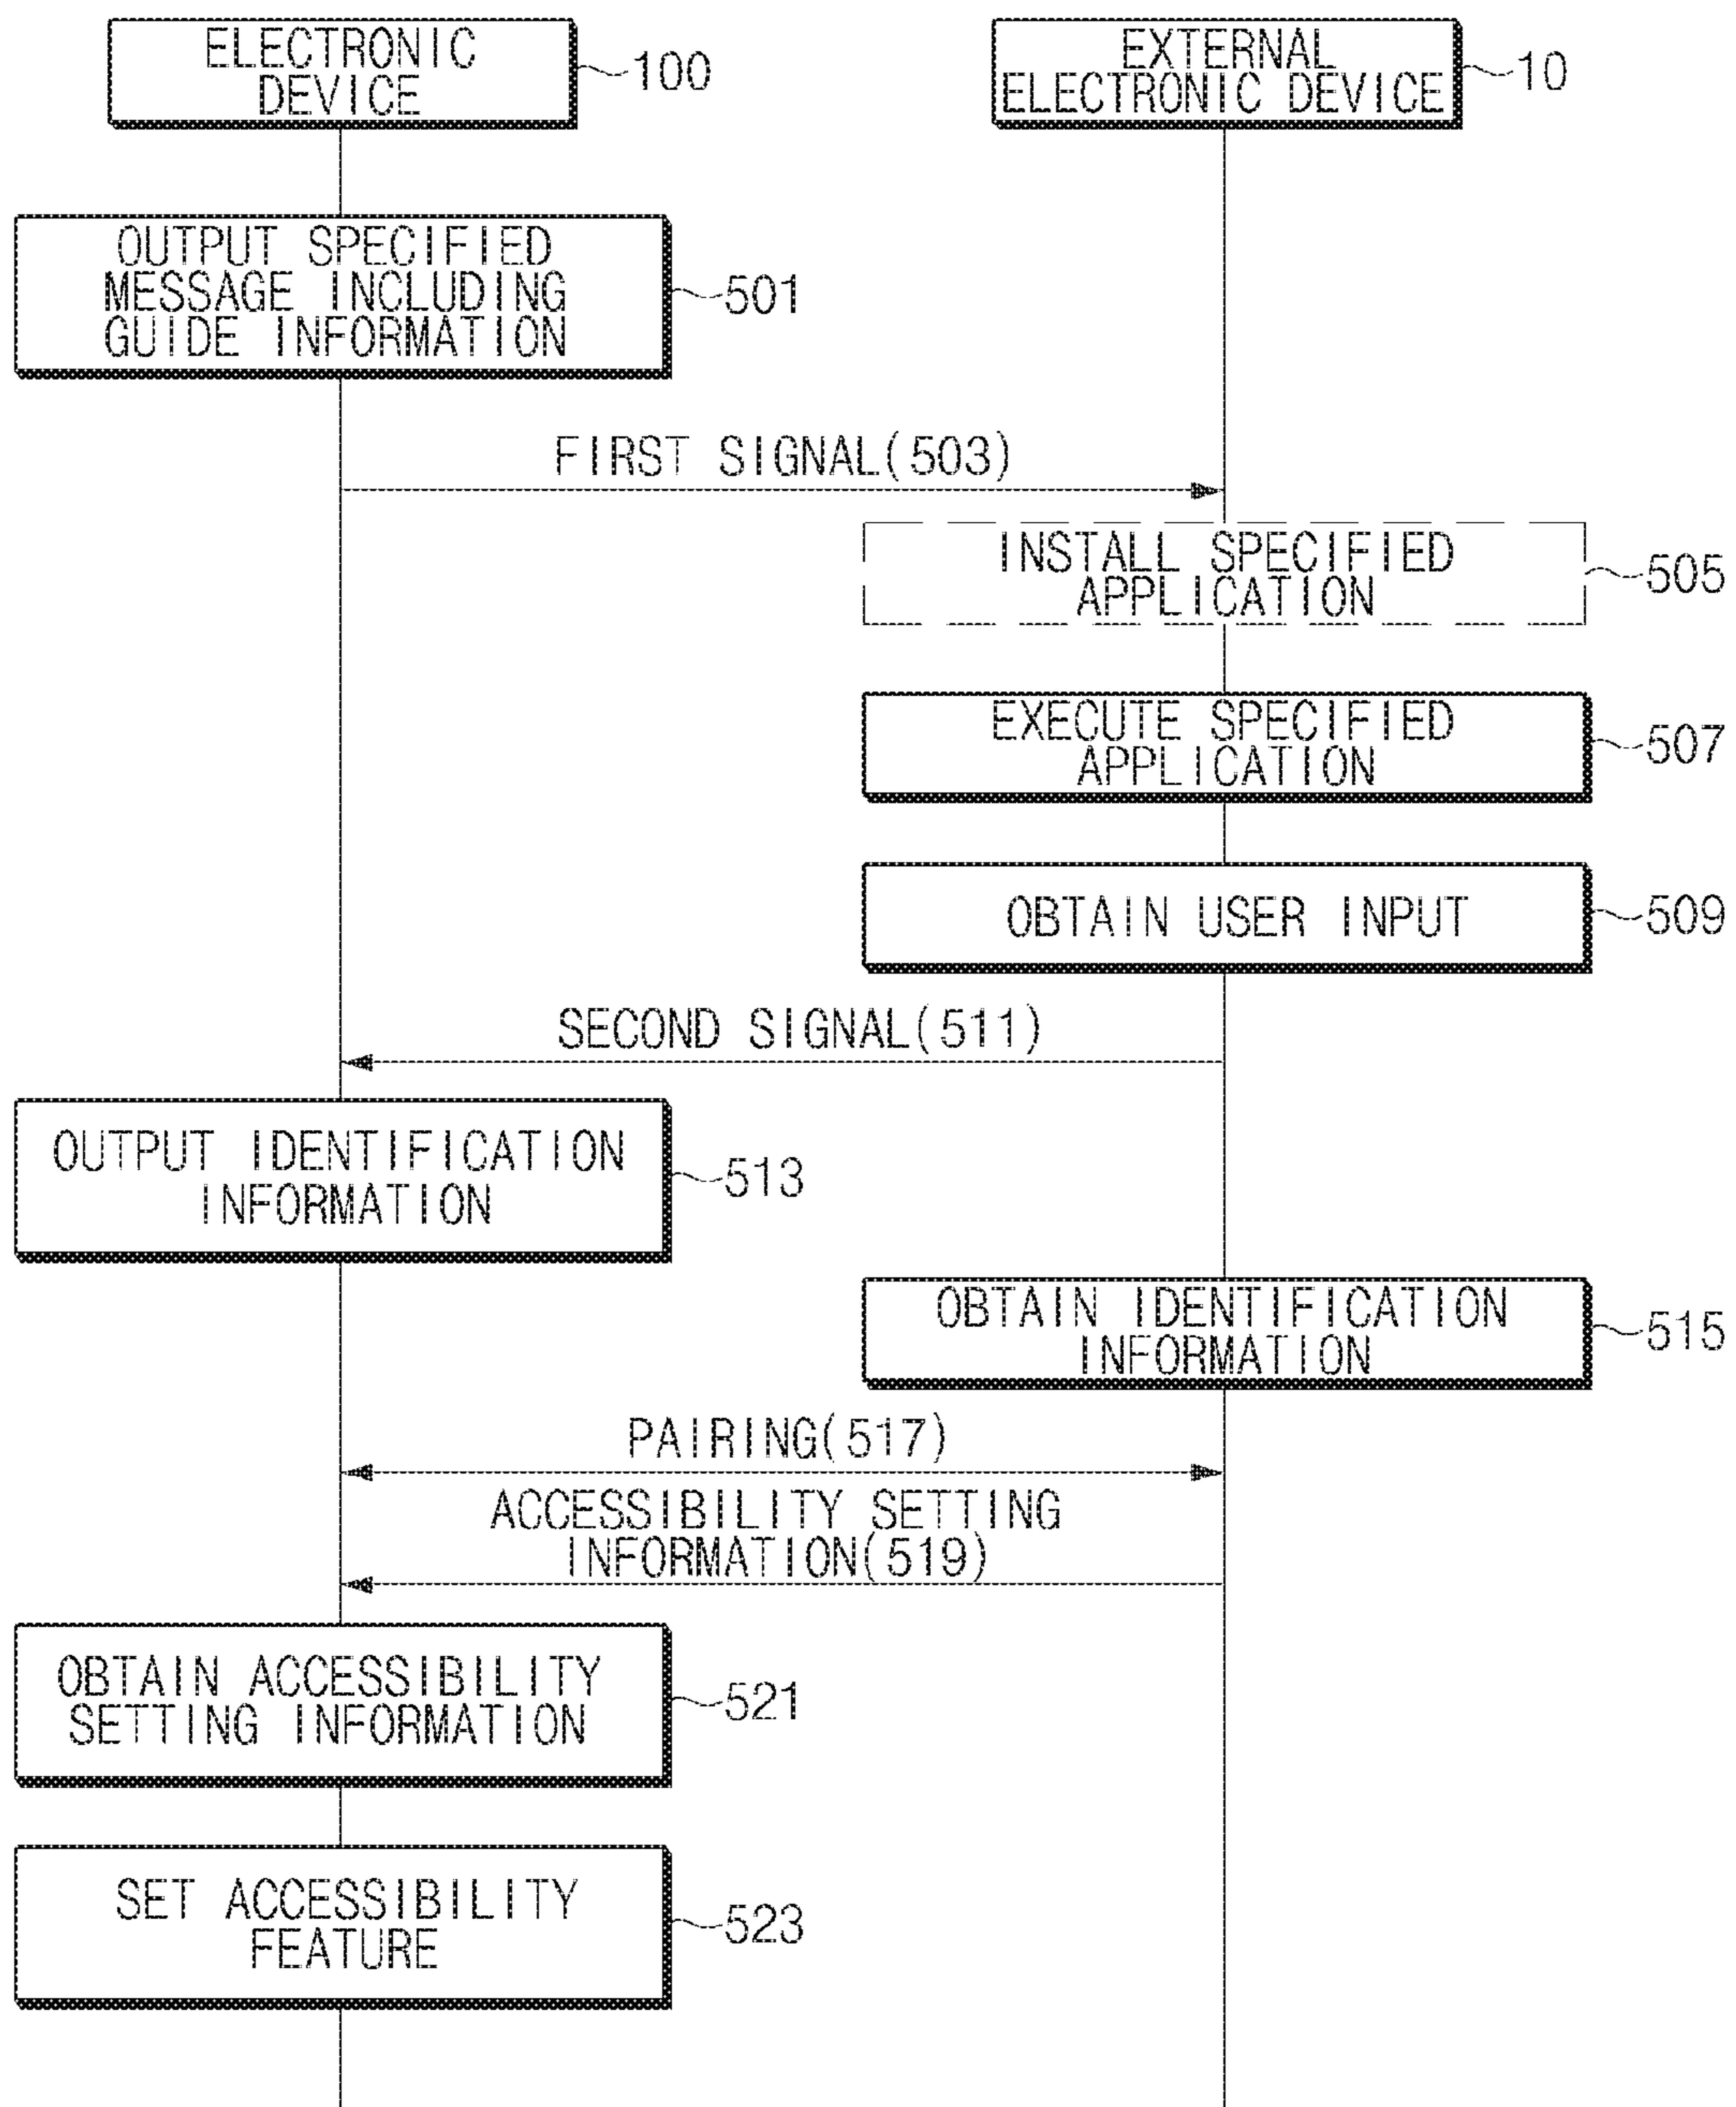 ELECTRONIC
DEVICE
100
EXTERNAL
ELECTRONIC DEVICE
10
OUTPUT SPECIFIED
MESSAGE INCLUDING
GUIDE INFORMATION
501
FIRST SIGNAL(503)
INSTALL SPECIFIED
APPLICATION
505
EXECUTE SPECIFIED
APPLICATION
507
OBTAIN USER INPUT
509
SECOND SIGNAL(511)
OUTPUT IDENTIFICATION
INFORMATION
513
OBTAIN IDENTIFICATION
INFORMATION
515
PAIRING(517)
ACCESSIBILITY SETTING
INFORMATION(519)
OBTAIN ACCESSIBILITY
SETTING INFORMATION
521
SET ACCESSIBILITY
FEATURE
523